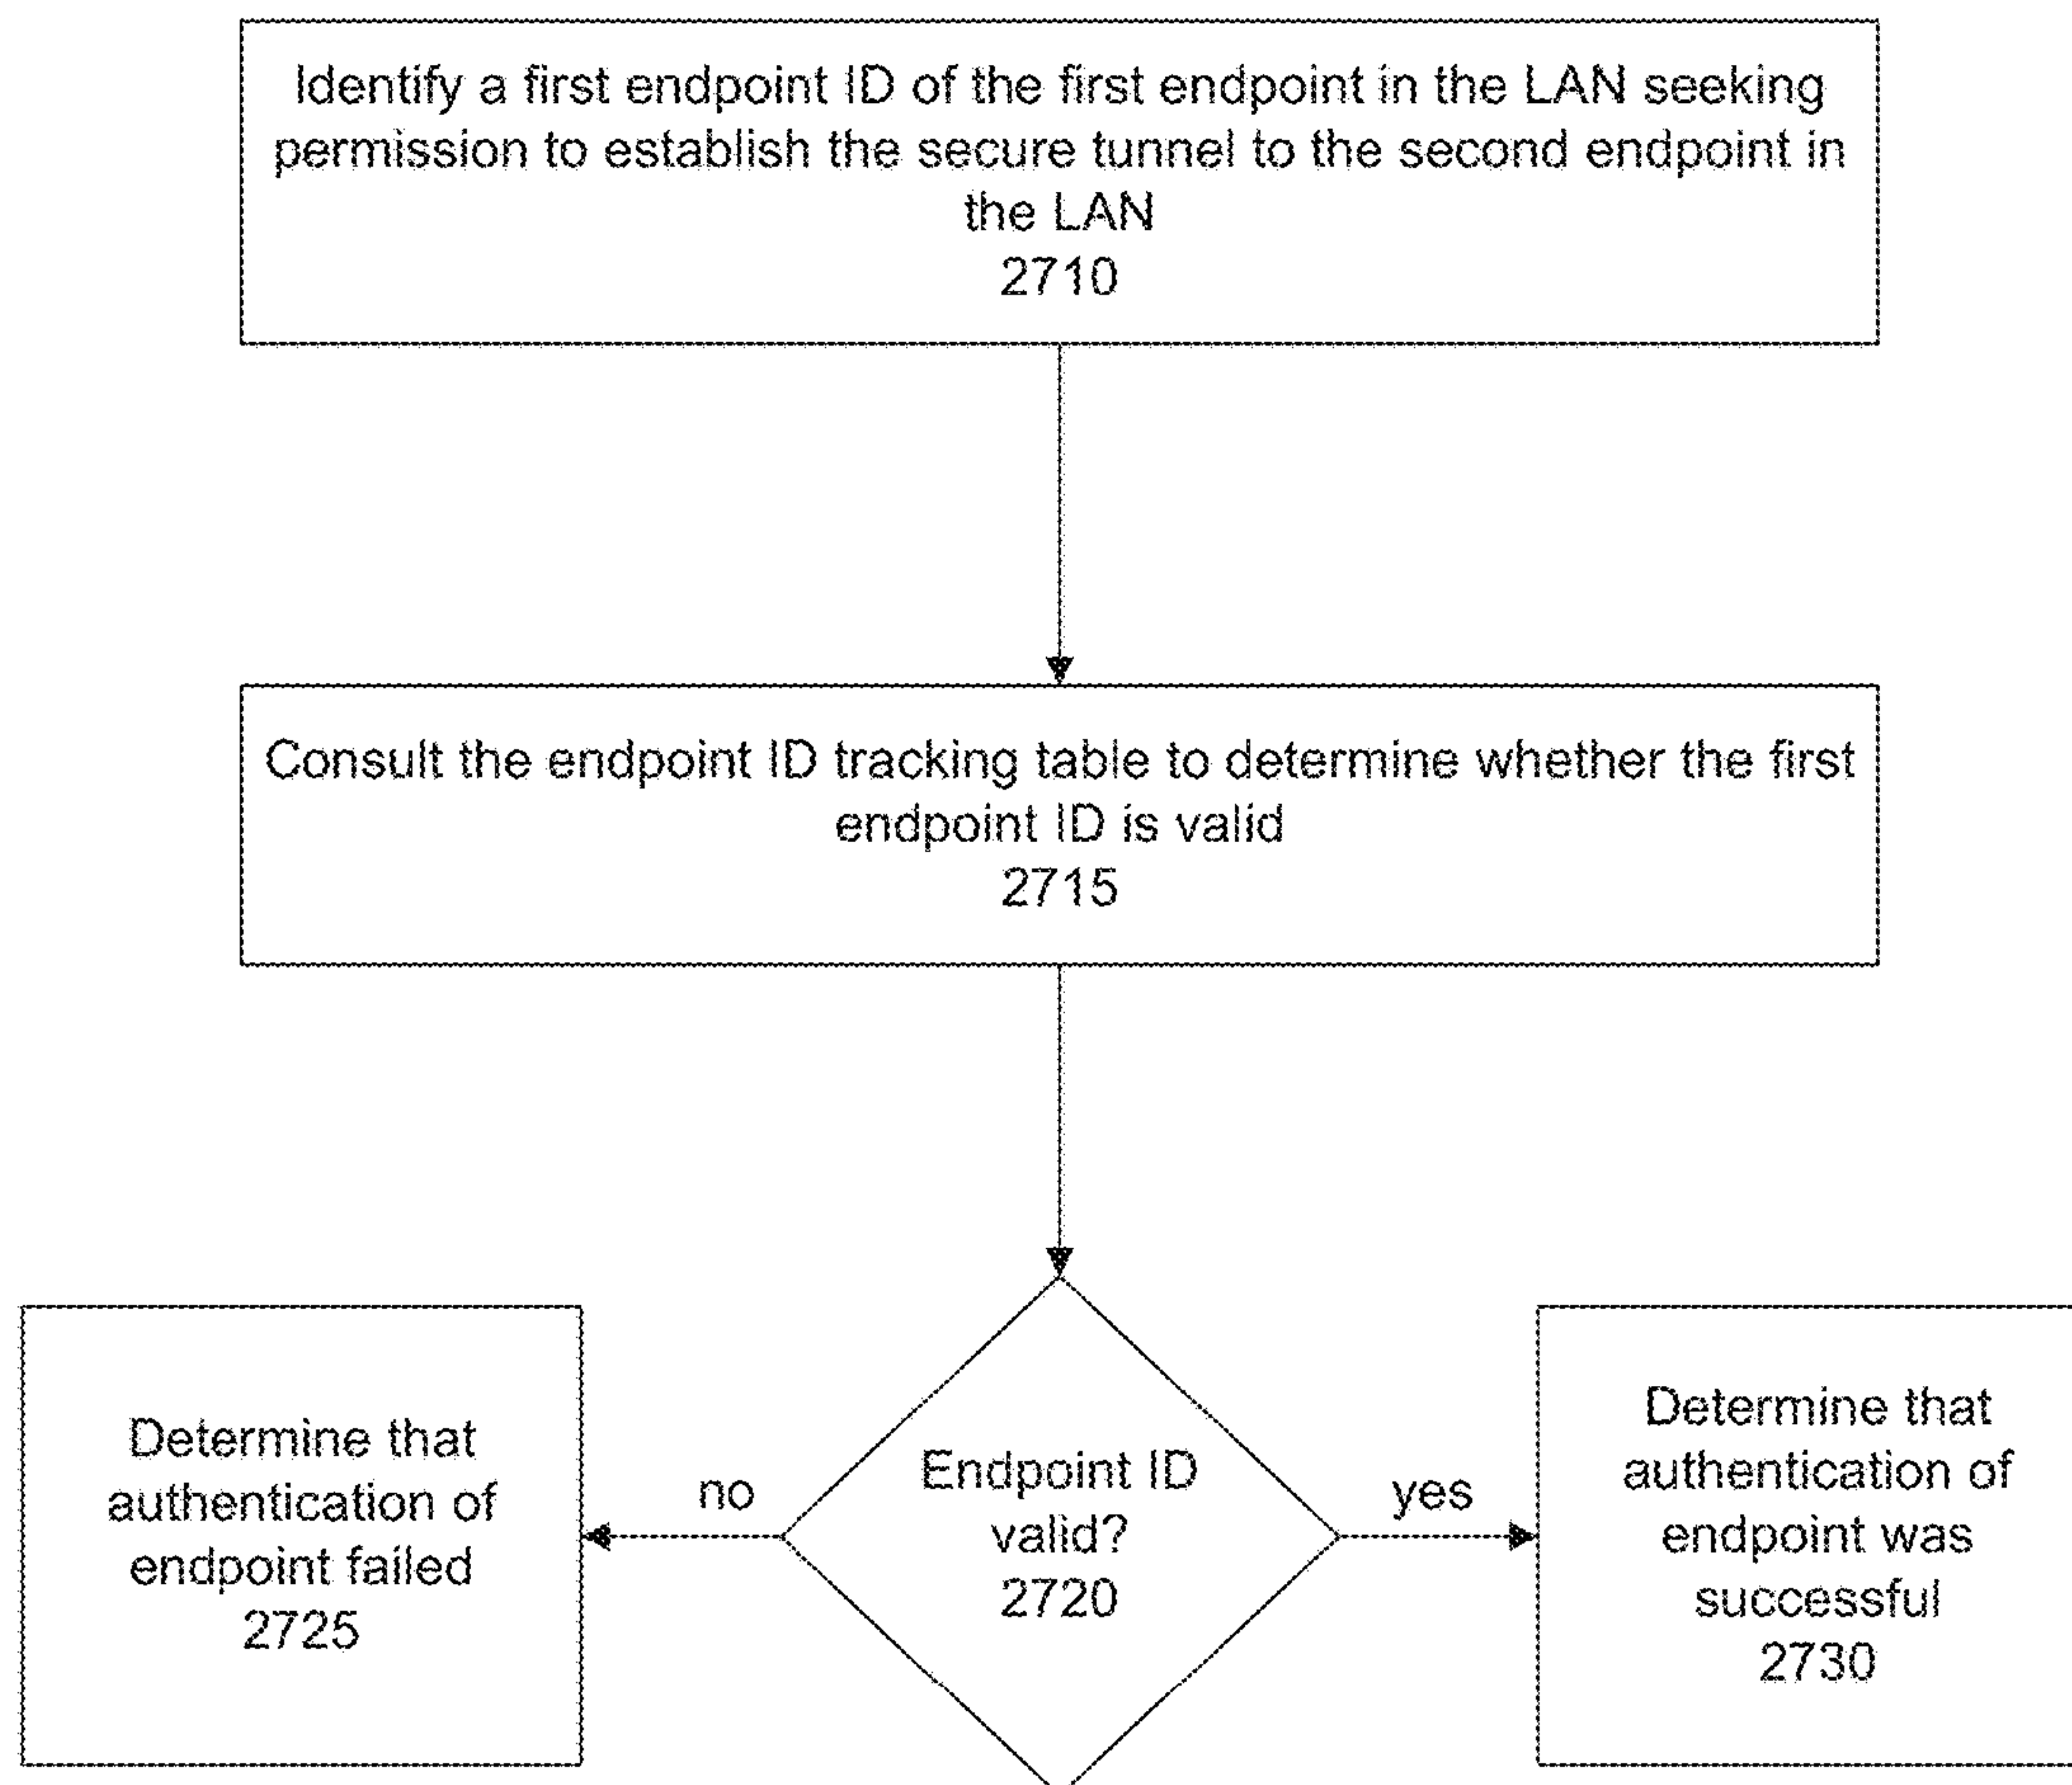 Identify a first endpoint ID of the first endpoint in the LAN seeking
permission to establish the secure tunnel to the second endpoint in
the LAN
2710
Consult the endpoint ID tracking table to determine whether the first
endpoint ID is valid
2715
Determine that
authentication of
endpoint failed
2725
no
Endpoint ID
valid?
2720
yes
Determine that
authentication of
endpoint was
successful
2730